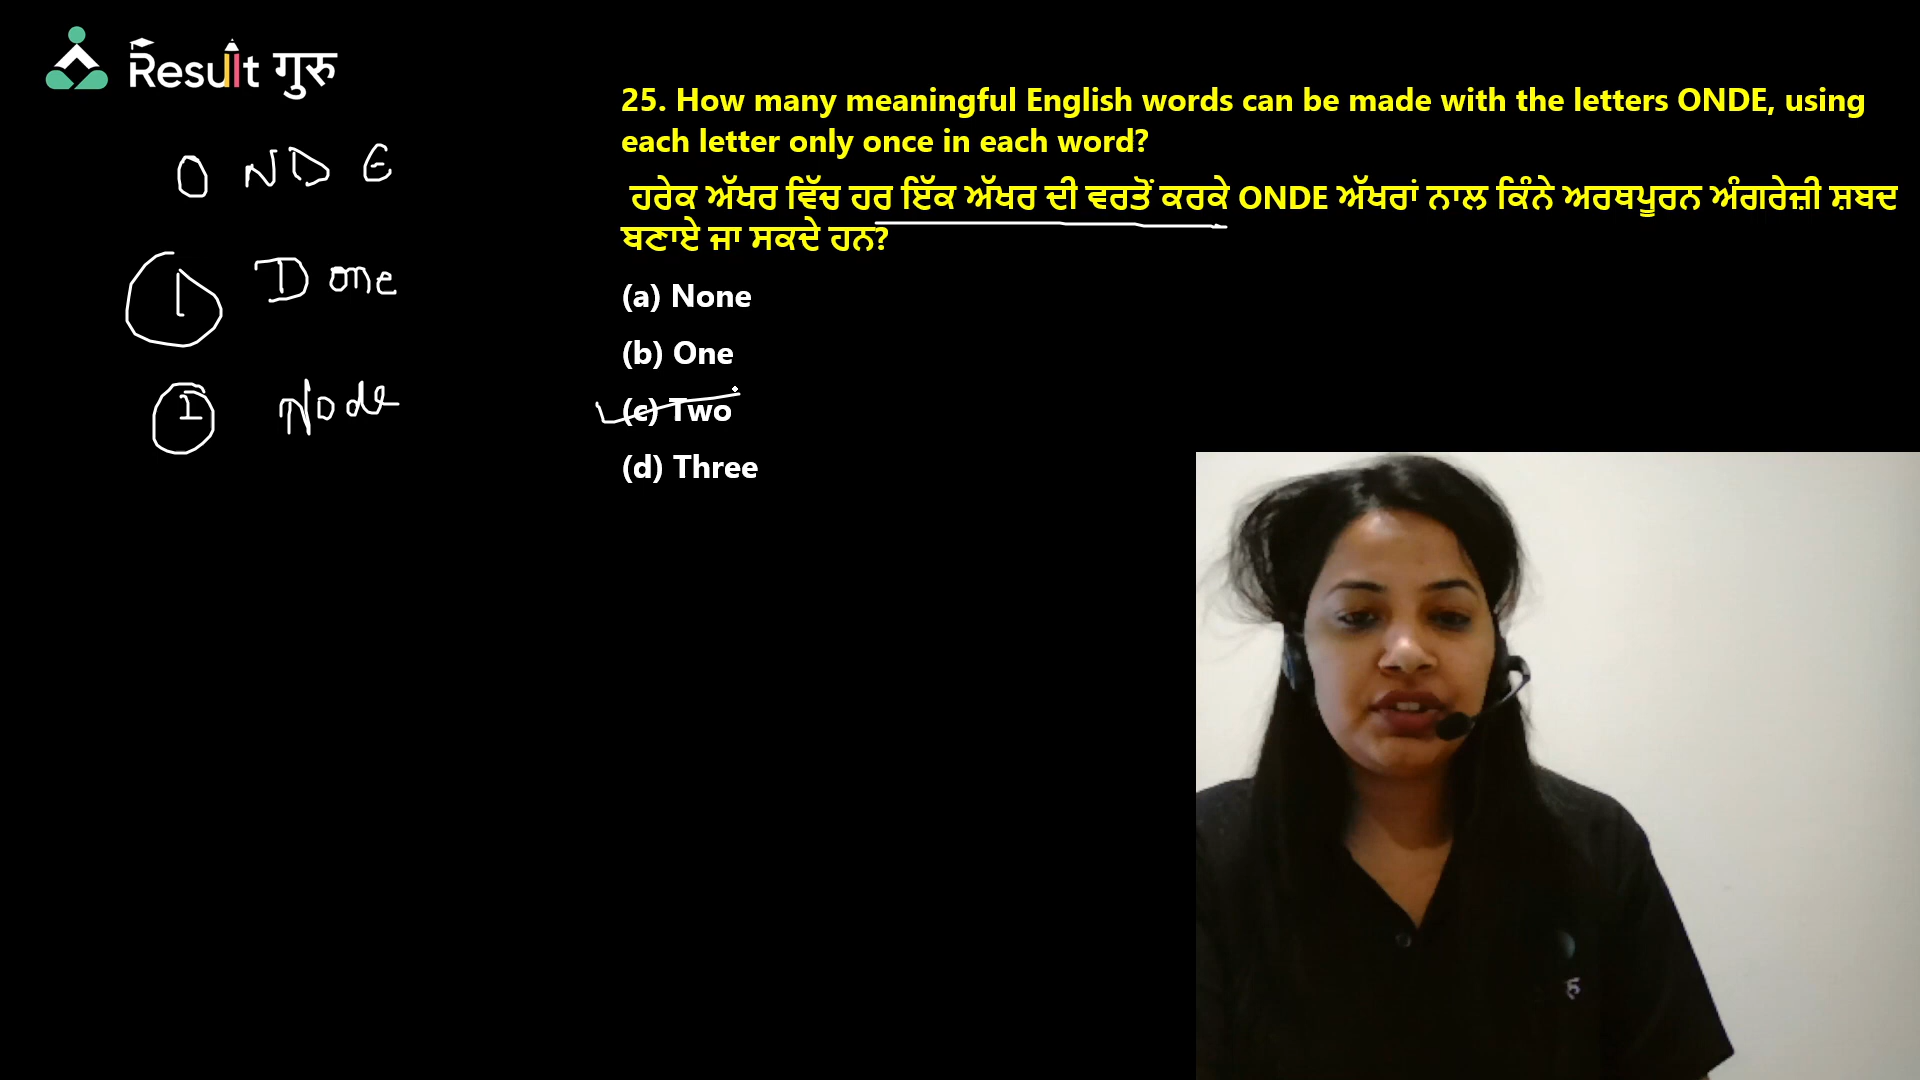 Result गुरु
25. How many meaningful English words can be made with the letters ONDE, using
each letter only once in each word?
ਹਰੇਕ ਅੱਖਰ ਵਿੱਚ ਹਰ ਇੱਕ ਅੱਖਰ ਦੀ ਵਰਤੋਂ ਕਰਕੇ ONDE ਅੱਖਰਾਂ ਨਾਲ ਕਿੰਨੇ ਅਰਥਪੂਰਨ ਅੰਗਰੇਜ਼ੀ ਸ਼ਬਦ
ਬਣਾਏ ਜਾ ਸਕਦੇ ਹਨ?
(a) None
(b) One
(c) Two
(d) Three
O N D E
1 Done
Node